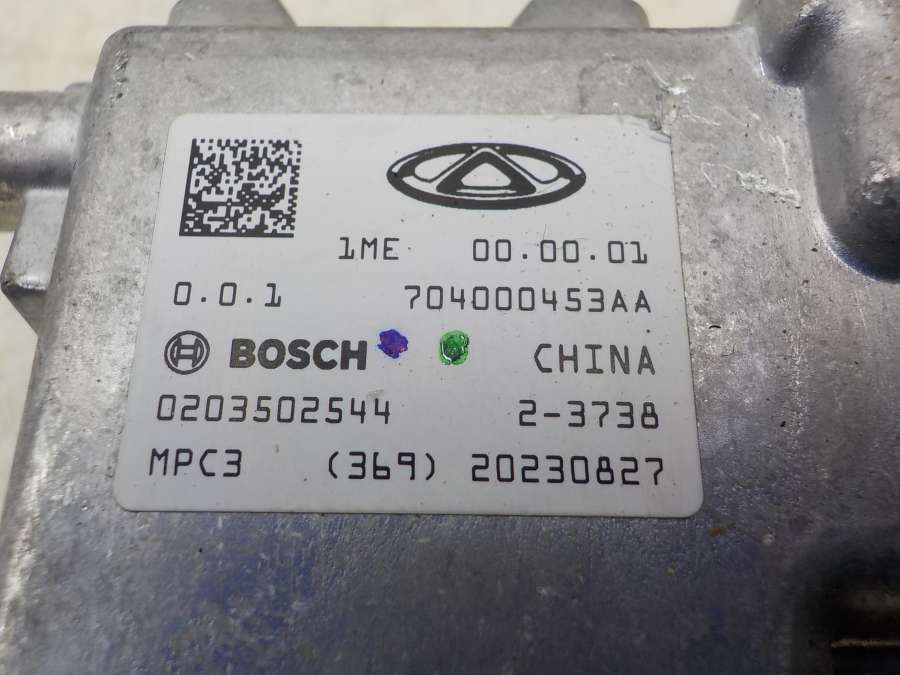 1ME 00.00.01
0.0.1 704000453AA
BOSCH CHINA
0203502544 2-3738
MPC3 (369) 20230827